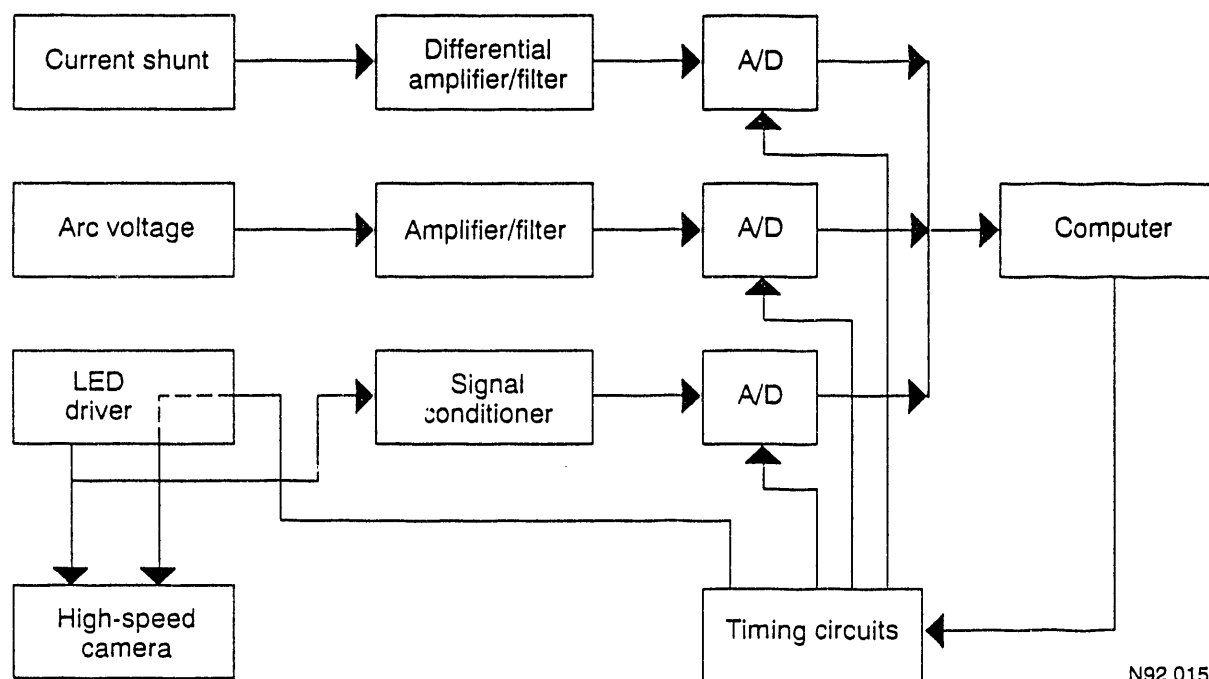 Current shunt
Differential
amplifier/filter
A/D
Arc voltage
Amplifier/filter
A/D
Computer
LED
driver
Signal
conditioner
A/D
High-speed
camera
Timing circuits
N92 015